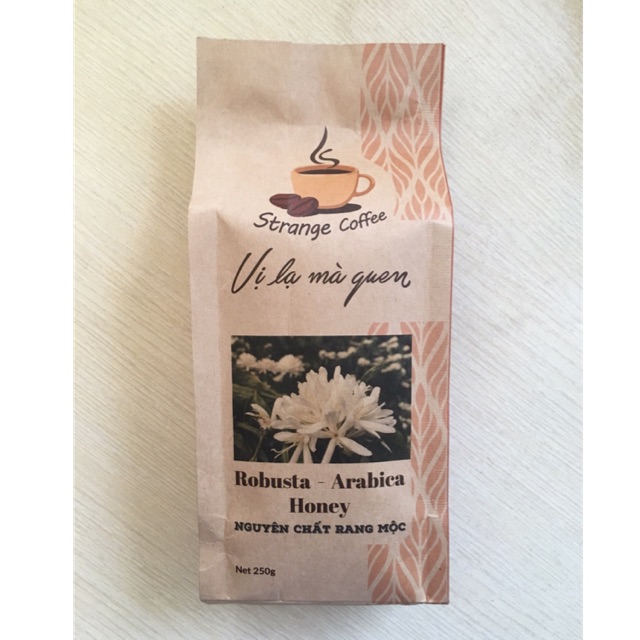 Strange Coffee
Vị lạ mà quen
Robusta - Arabica
Honey
NGUYÊN CHẤT RANG MỘC
Net 250g